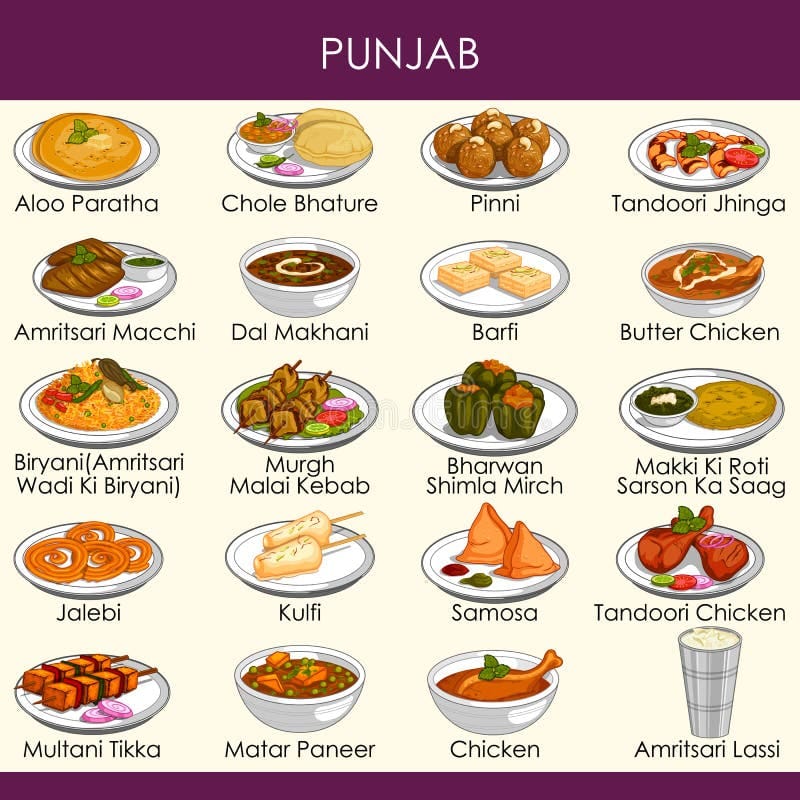 PUNJAB
Aloo Paratha
Chole Bhature
Pinni
Tandoori Jhinga
Amritsari Macchi
Dal Makhani
Barfi
Butter Chicken
Biryani(Amritsari
Wadi Ki Biryani)
Murgh
Malai Kebab
Bharwan
Shimla Mirch
Makki Ki Roti
Sarson Ka Saag
Jalebi
Kulfi
Samosa
Tandoori Chicken
Multani Tikka
Matar Paneer
Chicken
Amritsari Lassi